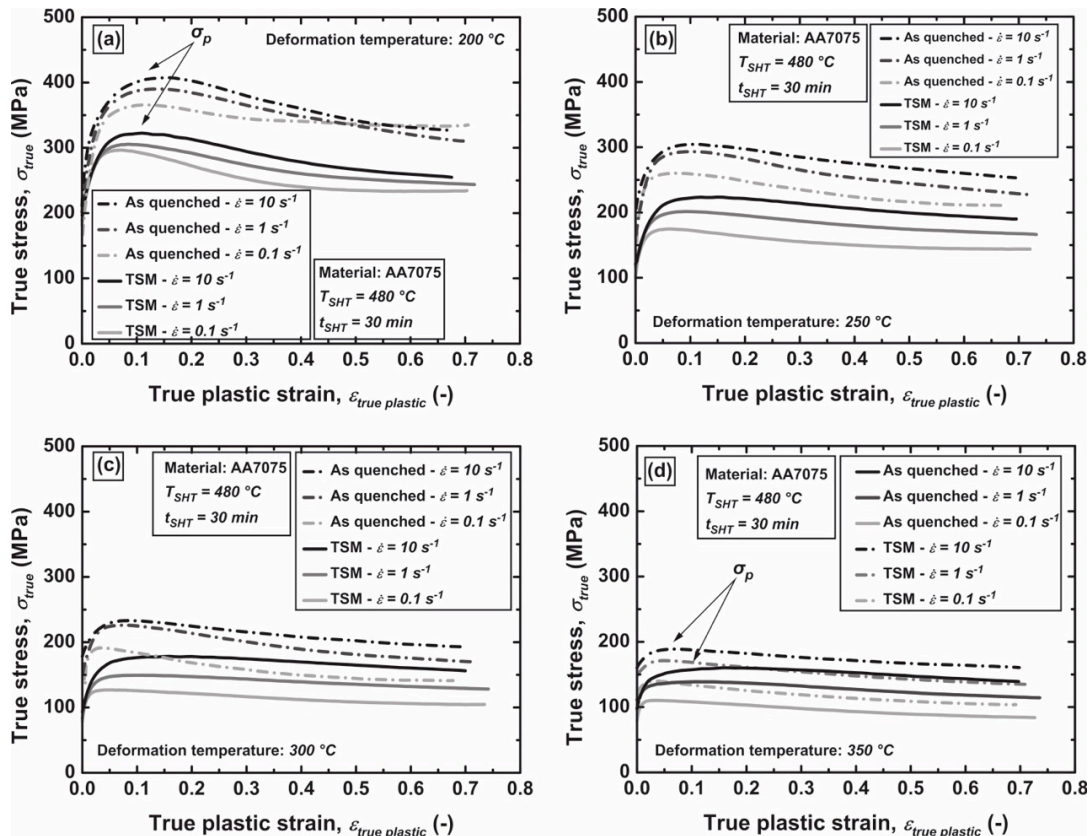 (a)
σp
Deformation temperature: 200 °C
500
400
300
200
100
0
True stress, σtrue (MPa)
As quenched - ε̇ = 10 s⁻¹
As quenched - ε̇ = 1 s⁻¹
As quenched - ε̇ = 0.1 s⁻¹
TSM - ε̇ = 10 s⁻¹
TSM - ε̇ = 1 s⁻¹
TSM - ε̇ = 0.1 s⁻¹
Material: AA7075
TSHT = 480 °C
tSHT = 30 min
0.0 0.1 0.2 0.3 0.4 0.5 0.6 0.7 0.8
True plastic strain, εtrue plastic (-)
(b)
Material: AA7075
TSHT = 480 °C
tSHT = 30 min
As quenched - ε̇ = 10 s⁻¹
As quenched - ε̇ = 1 s⁻¹
As quenched - ε̇ = 0.1 s⁻¹
TSM - ε̇ = 10 s⁻¹
TSM - ε̇ = 1 s⁻¹
TSM - ε̇ = 0.1 s⁻¹
500
400
300
200
100
0
True stress, σtrue (MPa)
Deformation temperature: 250 °C
0.0 0.1 0.2 0.3 0.4 0.5 0.6 0.7 0.8
True plastic strain, εtrue plastic (-)
(c)
Material: AA7075
TSHT = 480 °C
tSHT = 30 min
As quenched - ε̇ = 10 s⁻¹
As quenched - ε̇ = 1 s⁻¹
As quenched - ε̇ = 0.1 s⁻¹
TSM - ε̇ = 10 s⁻¹
TSM - ε̇ = 1 s⁻¹
TSM - ε̇ = 0.1 s⁻¹
500
400
300
200
100
0
True stress, σtrue (MPa)
Deformation temperature: 300 °C
0.0 0.1 0.2 0.3 0.4 0.5 0.6 0.7 0.8
True plastic strain, εtrue plastic (-)
(d)
Material: AA7075
TSHT = 480 °C
tSHT = 30 min
As quenched - ε̇ = 10 s⁻¹
As quenched - ε̇ = 1 s⁻¹
As quenched - ε̇ = 0.1 s⁻¹
TSM - ε̇ = 10 s⁻¹
TSM - ε̇ = 1 s⁻¹
TSM - ε̇ = 0.1 s⁻¹
σp
500
400
300
200
100
0
True stress, σtrue (MPa)
Deformation temperature: 350 °C
0.0 0.1 0.2 0.3 0.4 0.5 0.6 0.7 0.8
True plastic strain, εtrue plastic (-)